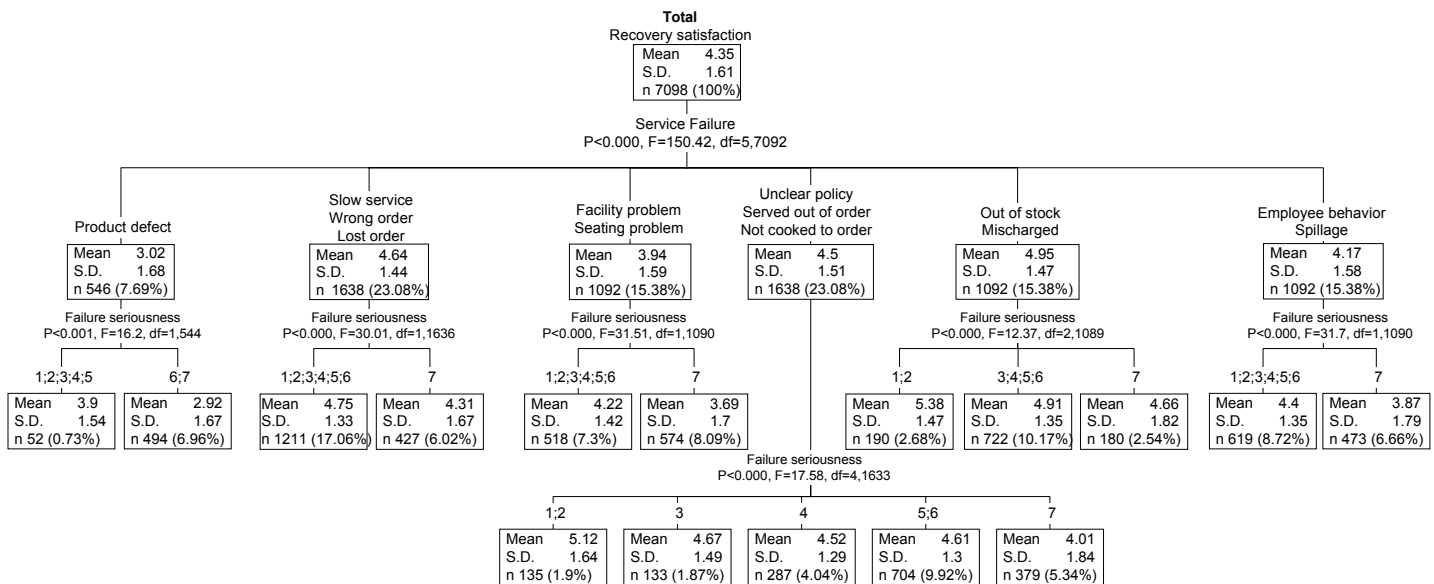 Total
Recovery satisfaction
Mean 4.35
S.D. 1.61
n 7098 (100%)
Service Failure
P<0.000, F=150.42, df=5,7092
Product defect
Mean 3.02
S.D. 1.68
n 546 (7.69%)
Failure seriousness
P<0.001, F=16.2, df=1,544
1;2;3;4;5
Mean 3.9
S.D. 1.54
n 52 (0.73%)
6;7
Mean 2.92
S.D. 1.67
n 494 (6.96%)
Slow service
Wrong order
Lost order
Mean 4.64
S.D. 1.44
n 1638 (23.08%)
Failure seriousness
P<0.000, F=30.01, df=1,1636
1;2;3;4;5;6
Mean 4.75
S.D. 1.33
n 1211 (17.06%)
7
Mean 4.31
S.D. 1.67
n 427 (6.02%)
Facility problem
Seating problem
Mean 3.94
S.D. 1.59
n 1092 (15.38%)
Failure seriousness
P<0.000, F=31.51, df=1,1090
1;2;3;4;5;6
Mean 4.22
S.D. 1.42
n 518 (7.3%)
7
Mean 3.69
S.D. 1.7
n 574 (8.09%)
Unclear policy
Served out of order
Not cooked to order
Mean 4.5
S.D. 1.51
n 1638 (23.08%)
Failure seriousness
P<0.000, F=17.58, df=4,1633
1;2
Mean 5.12
S.D. 1.64
n 135 (1.9%)
3
Mean 4.67
S.D. 1.49
n 133 (1.87%)
4
Mean 4.52
S.D. 1.29
n 287 (4.04%)
5;6
Mean 4.61
S.D. 1.3
n 704 (9.92%)
7
Mean 4.01
S.D. 1.84
n 379 (5.34%)
Out of stock
Mischarged
Mean 4.95
S.D. 1.47
n 1092 (15.38%)
Failure seriousness
P<0.000, F=12.37, df=2,1089
1;2
Mean 5.38
S.D. 1.47
n 190 (2.68%)
3;4;5;6
Mean 4.91
S.D. 1.35
n 722 (10.17%)
7
Mean 4.66
S.D. 1.82
n 180 (2.54%)
Employee behavior
Spillage
Mean 4.17
S.D. 1.58
n 1092 (15.38%)
Failure seriousness
P<0.000, F=31.7, df=1,1090
1;2;3;4;5;6
Mean 4.4
S.D. 1.35
n 619 (8.72%)
7
Mean 3.87
S.D. 1.79
n 473 (6.66%)